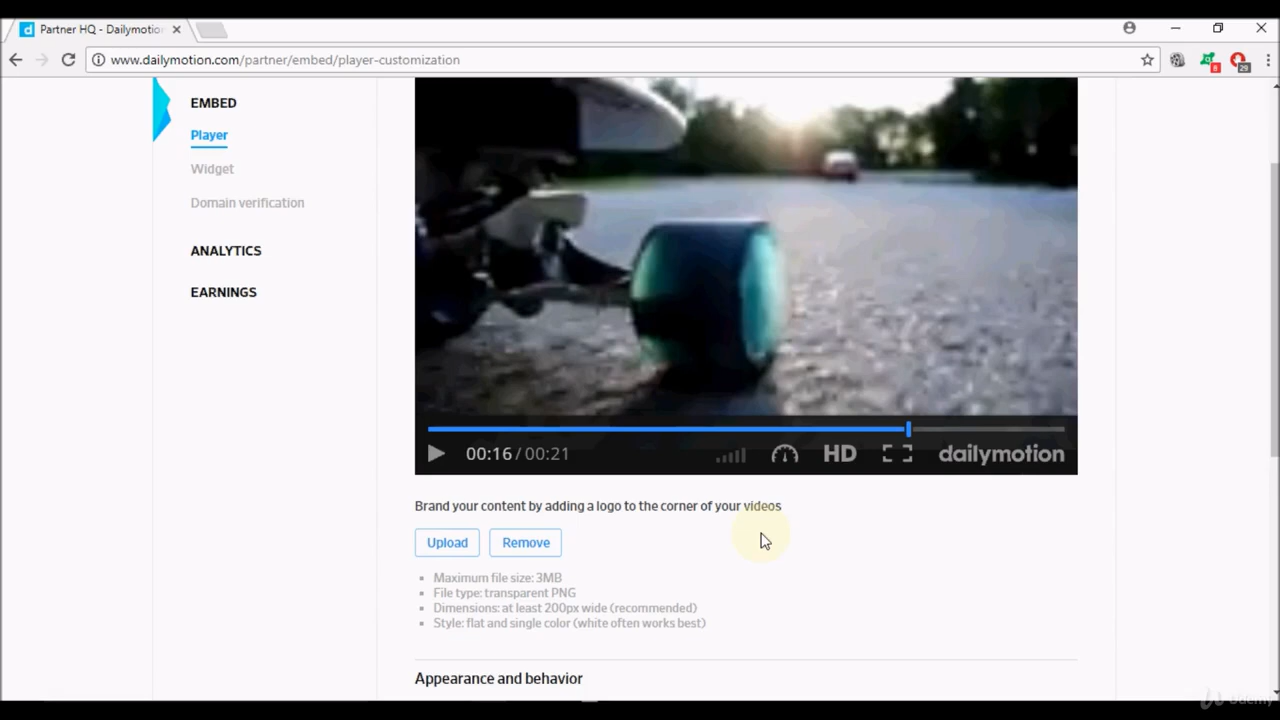 Partner HQ - Dailymotio
www.dailymotion.com/partner/embed/player-customization
8
29
EMBED
Player
Widget
Domain verification
ANALYTICS
EARNINGS
00:16 / 00:21
HD
dailymotion
Brand your content by adding a logo to the corner of your videos
Upload
Remove
Maximum file size: 3MB
File type: transparent PNG
Dimensions: at least 200px wide (recommended)
Style: flat and single color (white often works best)
Appearance and behavior
Udemy